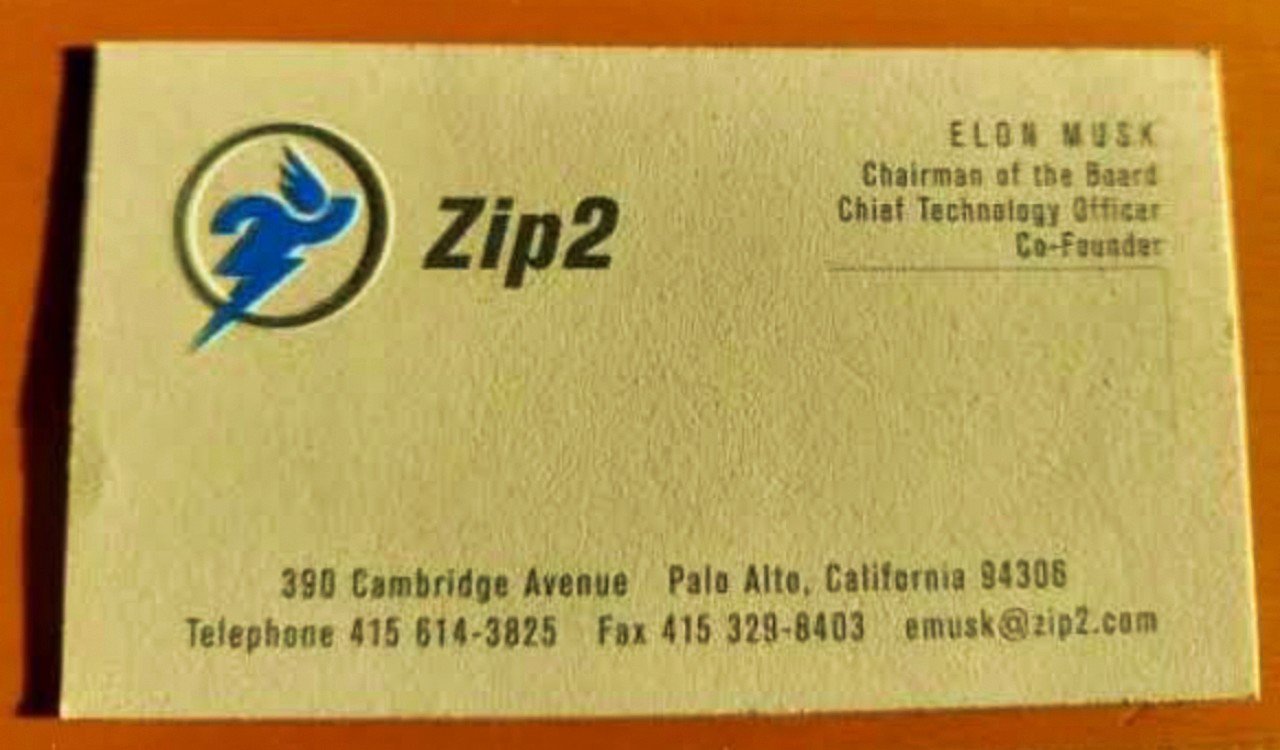 Zip2
ELON MUSK
Chairman of the Board
Chief Technology Officer
Co-Founder
390 Cambridge Avenue Palo Alto, California 94306
Telephone 415 614-3825 Fax 415 329-8403 emusk@zip2.com